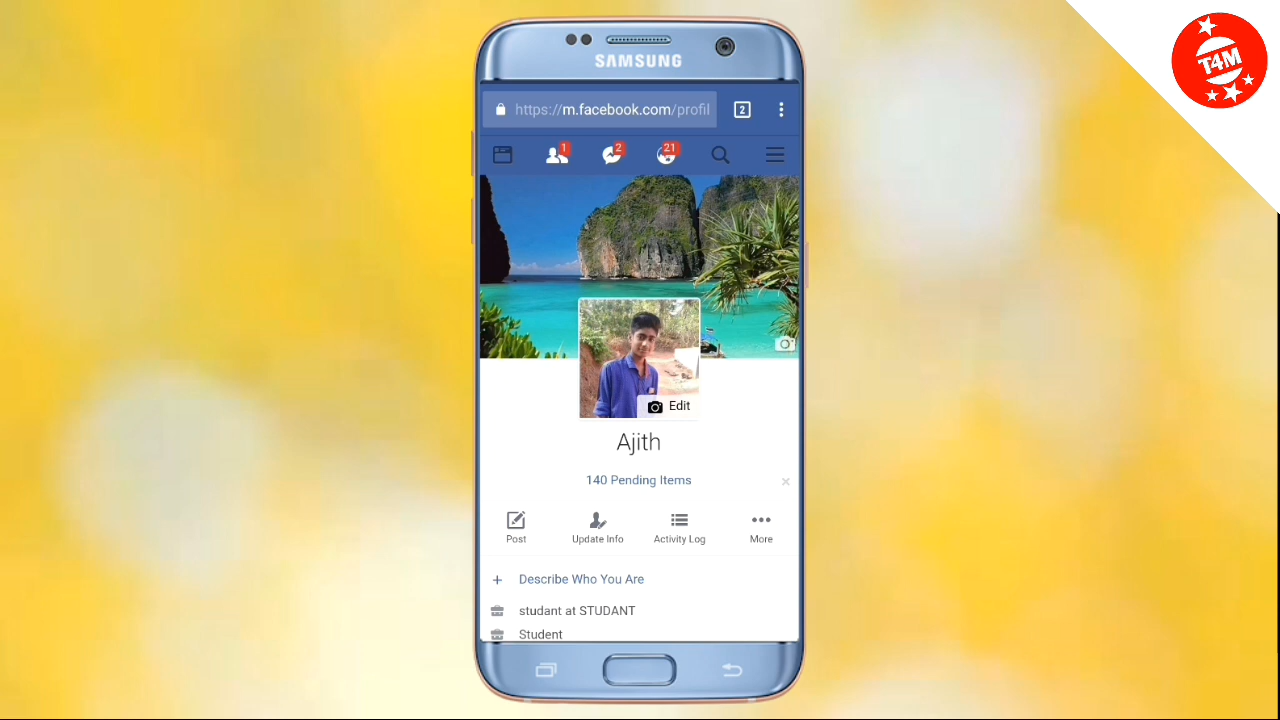 T4M
SAMSUNG
https://m.facebook.com/profil
2
1
2
21
Edit
Ajith
140 Pending Items
Post
Update Info
Activity Log
More
Describe Who You Are
studant at STUDANT
Student